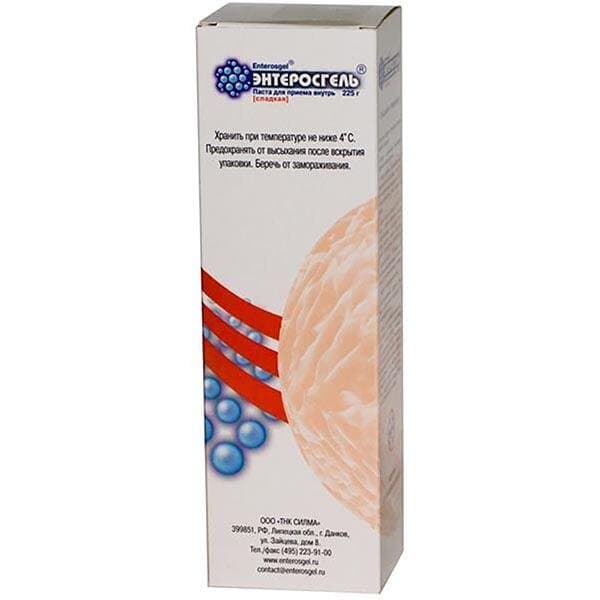 Enterosgel®
ЭНТЕРОСГЕЛЬ®
Паста для приема внутрь 225 г
[сладкая]
Хранить при температуре не ниже 4°С.
Предохранять от высыхания после вскрытия
упаковки. Беречь от замораживания.
ООО "ТНК СИЛМА"
399851, РФ, Липецкая обл., г. Данков,
ул. Зайцева, дом 8.
Тел./факс (495) 223-91-00
www.enterosgel.ru
contact@enterosgel.ru